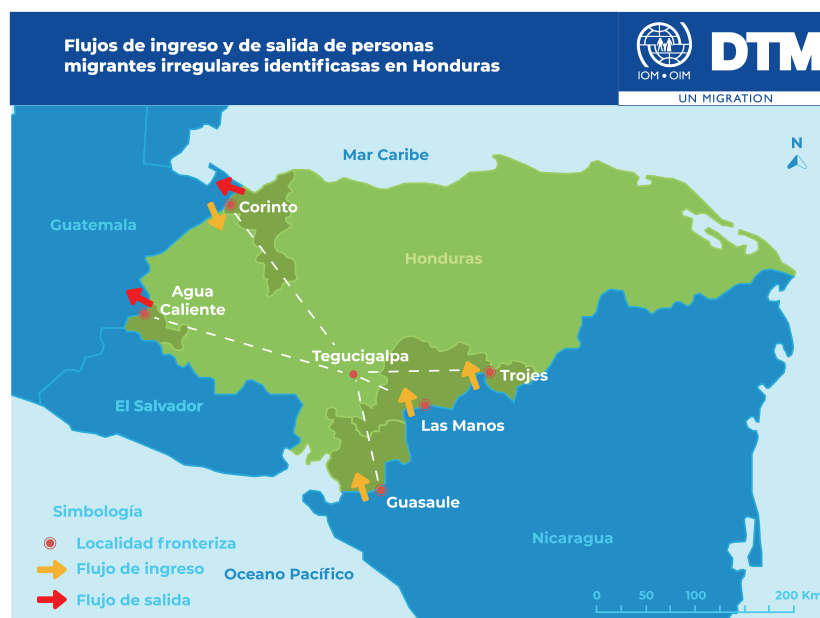 Flujos de ingreso y de salida de personas
migrantes irregulares identificasas en Honduras
IOM • OIM
DTM
UN MIGRATION
Mar Caribe
N
Corinto
Guatemala
Honduras
Agua
Caliente
Tegucigalpa
Trojes
El Salvador
Las Manos
Guasaule
Simbología
Nicaragua
Localidad fronteriza
Flujo de ingreso
Oceano Pacífico
Flujo de salida
0 50 100 200 Km